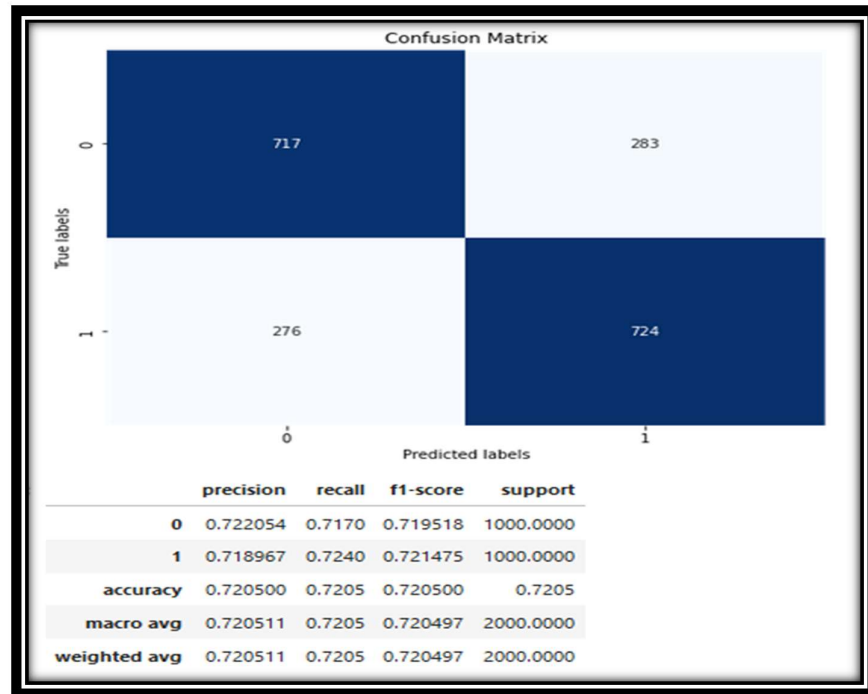 Confusion Matrix
0
717
283
True labels
1
276
724
0
1
Predicted labels
precision recall f1-score support
0 0.722054 0.7170 0.719518 1000.0000
1 0.718967 0.7240 0.721475 1000.0000
accuracy 0.720500 0.7205 0.720500 0.7205
macro avg 0.720511 0.7205 0.720497 2000.0000
weighted avg 0.720511 0.7205 0.720497 2000.0000